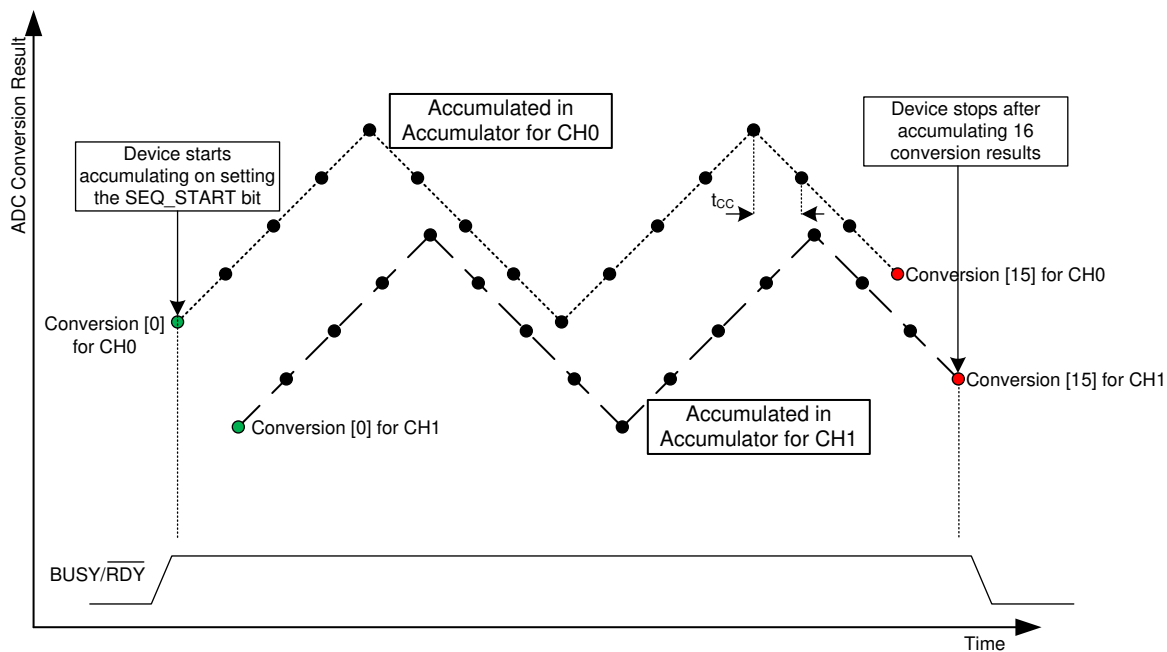 ADC Conversion Result
Accumulated in
Accumulator for CH0
Device stops after
accumulating 16
conversion results
Device starts
accumulating on setting
the SEQ_START bit
tCC
Conversion [15] for CH0
Conversion [0]
for CH0
Conversion [15] for CH1
Accumulated in
Accumulator for CH1
Conversion [0] for CH1
BUSY/RDY
Time